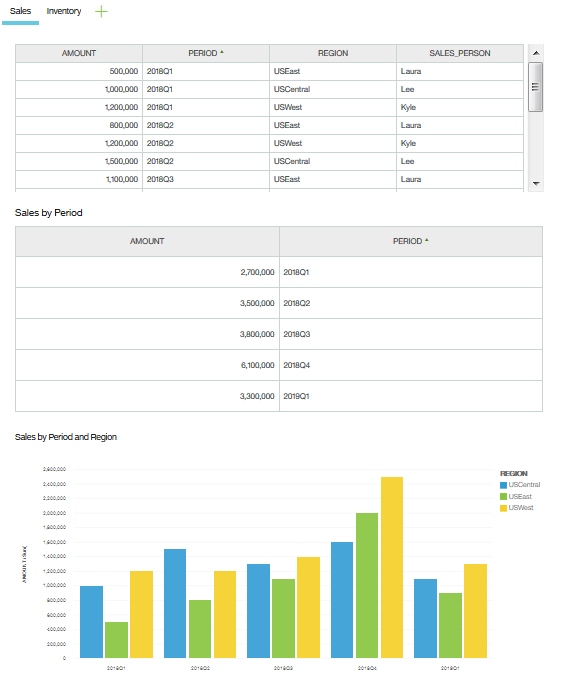 Sales Inventory
AMOUNT PERIOD REGION SALES_PERSON
500,000 2018Q1 USEast Laura
1,000,000 2018Q1 USCentral Lee
1,200,000 2018Q1 USWest Kyle
800,000 2018Q2 USEast Laura
1,200,000 2018Q2 USWest Kyle
1,500,000 2018Q2 USCentral Lee
1,100,000 2018Q3 USEast Laura
Sales by Period
AMOUNT PERIOD
2,700,000 2018Q1
3,500,000 2018Q2
3,800,000 2018Q3
6,100,000 2018Q4
3,300,000 2019Q1
Sales by Period and Region
2,600,000
2,400,000
2,200,000
2,000,000
1,800,000
1,600,000
1,400,000
1,200,000
1,000,000
800,000
600,000
400,000
200,000
0
AMOUNT (Sum)
2018Q1 2018Q2 2018Q3 2018Q4 2019Q1
REGION
USCentral
USEast
USWest